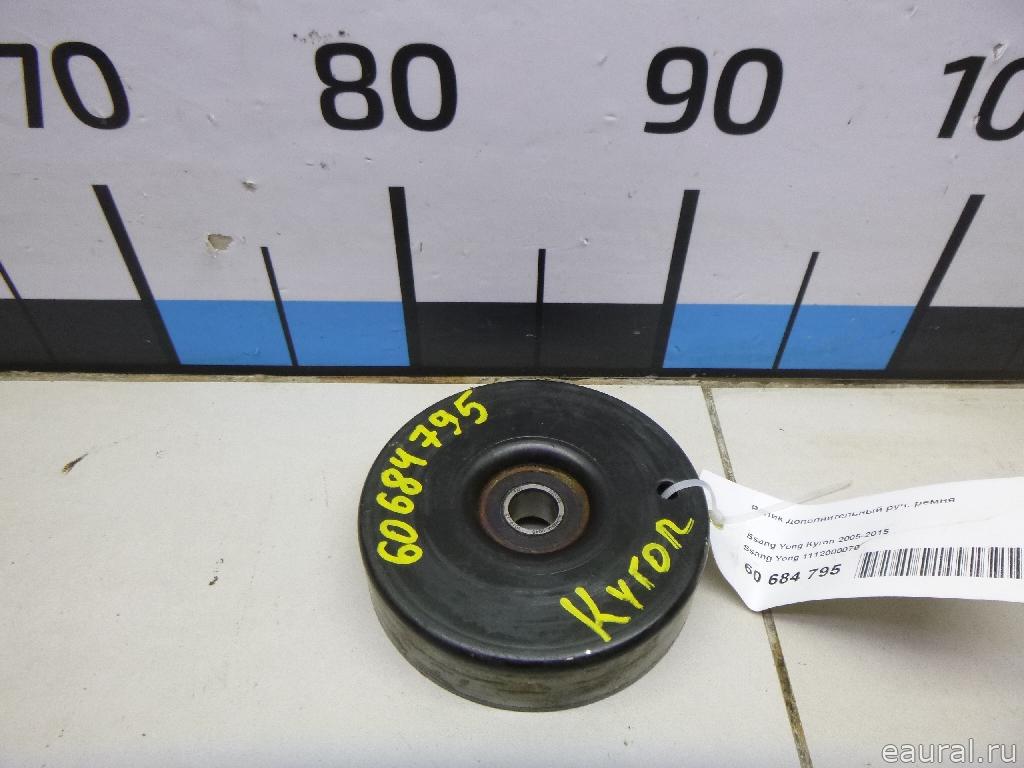 70 80 90 10
60684795
Kyron
дополнительный руч. ремня
Ssang Yong Kyron 2005-2015
Ssang Yong 1112000070
60 684 795
eaural.ru